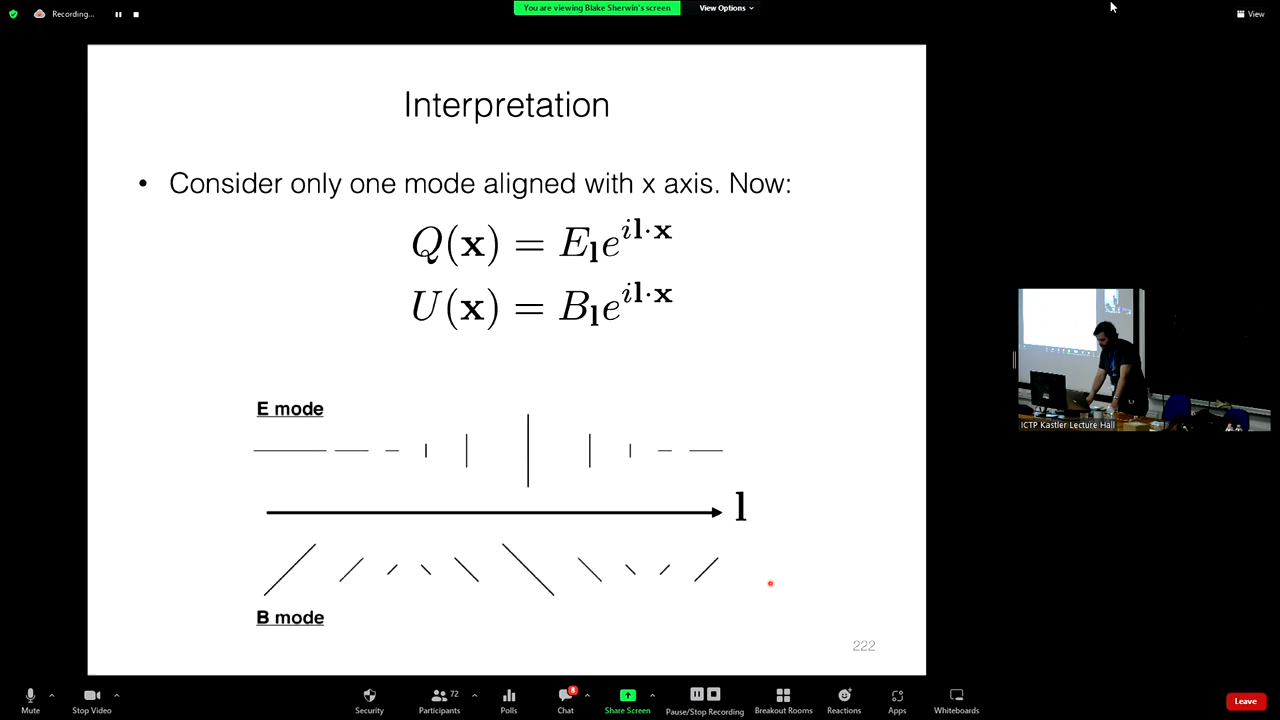 Recording...
You are viewing Blake Sherwin's screen
View Options
View
Interpretation
• Consider only one mode aligned with x axis. Now:
Q(x) = E_l e^{il·x}
U(x) = B_l e^{il·x}
E mode
l
B mode
222
ICTP Kastler Lecture Hall
72
8
Mute
Stop Video
Security
Participants
Polls
Chat
Share Screen
Pause/Stop Recording
Breakout Rooms
Reactions
Apps
Whiteboards
Leave